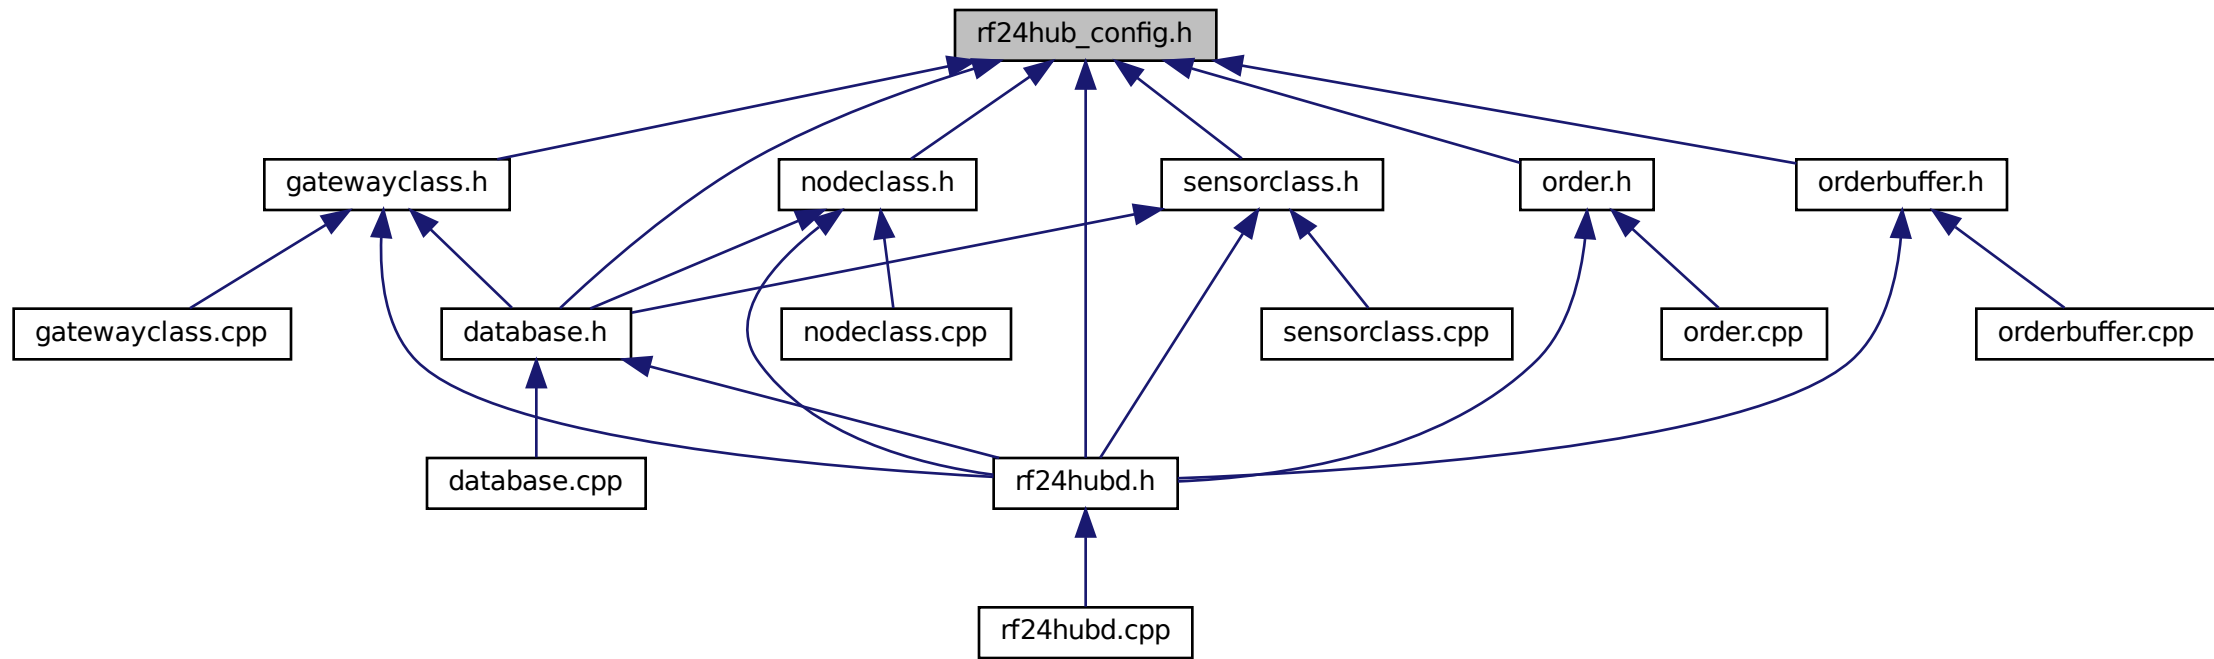 rf24hub_config.h
gatewayclass.h
nodeclass.h
sensorclass.h
order.h
orderbuffer.h
gatewayclass.cpp
database.h
nodeclass.cpp
sensorclass.cpp
order.cpp
orderbuffer.cpp
database.cpp
rf24hubd.h
rf24hubd.cpp